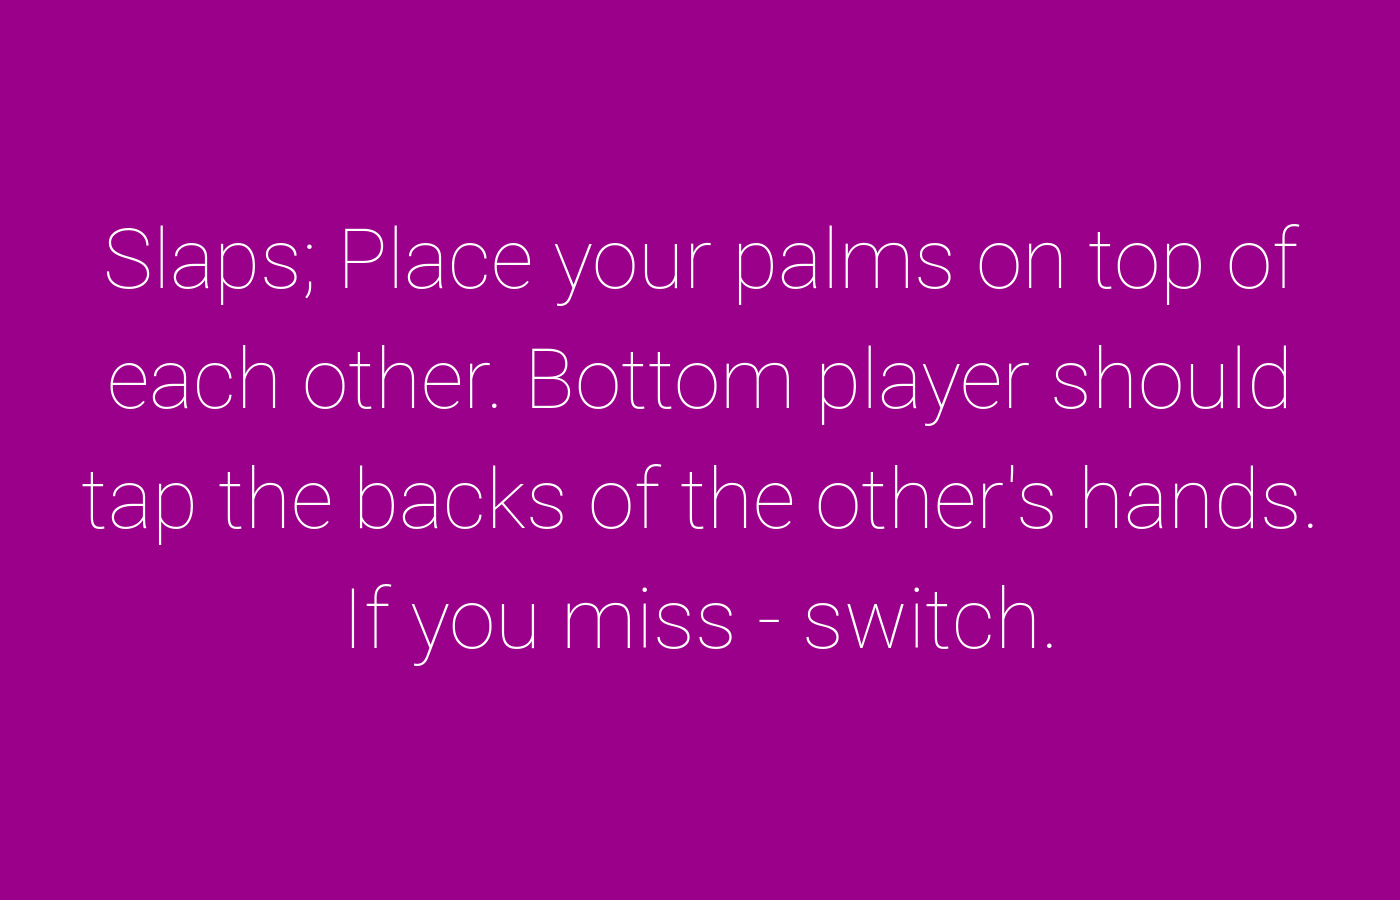 Slaps; Place your palms on top of
each other. Bottom player should
tap the backs of the other's hands.
If you miss - switch.